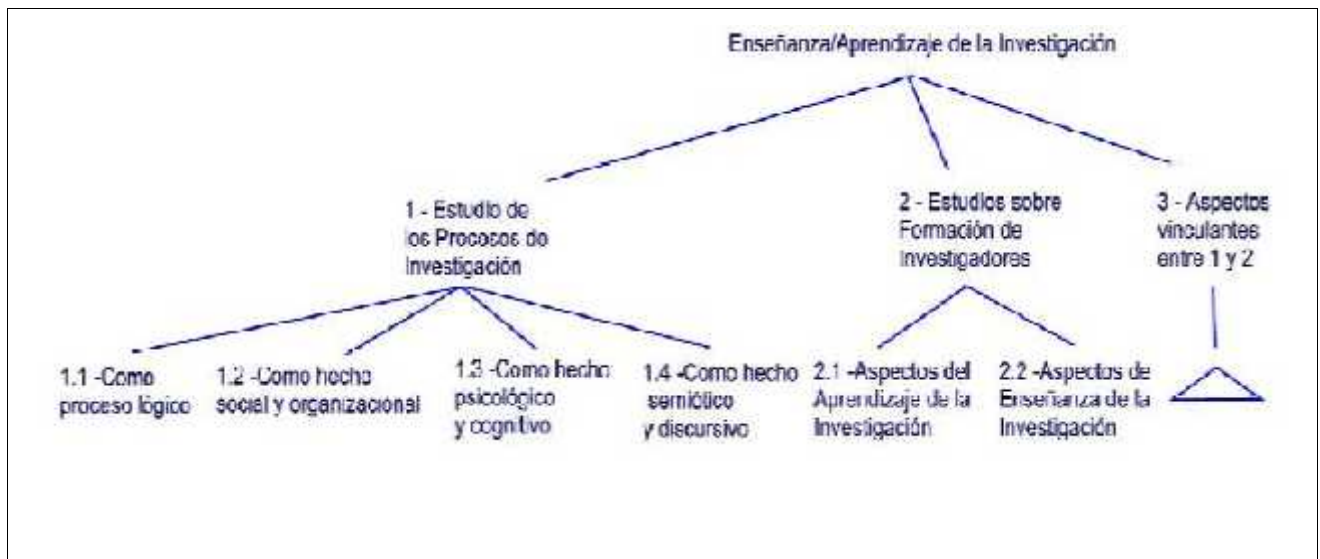 Enseñanza/Aprendizaje de la Investigación
1 - Estudio de
los Procesos de
Investigación
2 - Estudios sobre
Formación de
Investigadores
3 - Aspectos
vinculantes
entre 1 y 2
1.1 -Como
proceso lógico
1.2 -Como hecho
social y organizacional
1.3 -Como hecho
psicológico
y cognitivo
1.4 -Como hecho
semiótico
y discursivo
2.1 -Aspectos del
Aprendizaje de la
Investigación
2.2 -Aspectos de
Enseñanza de la
Investigación